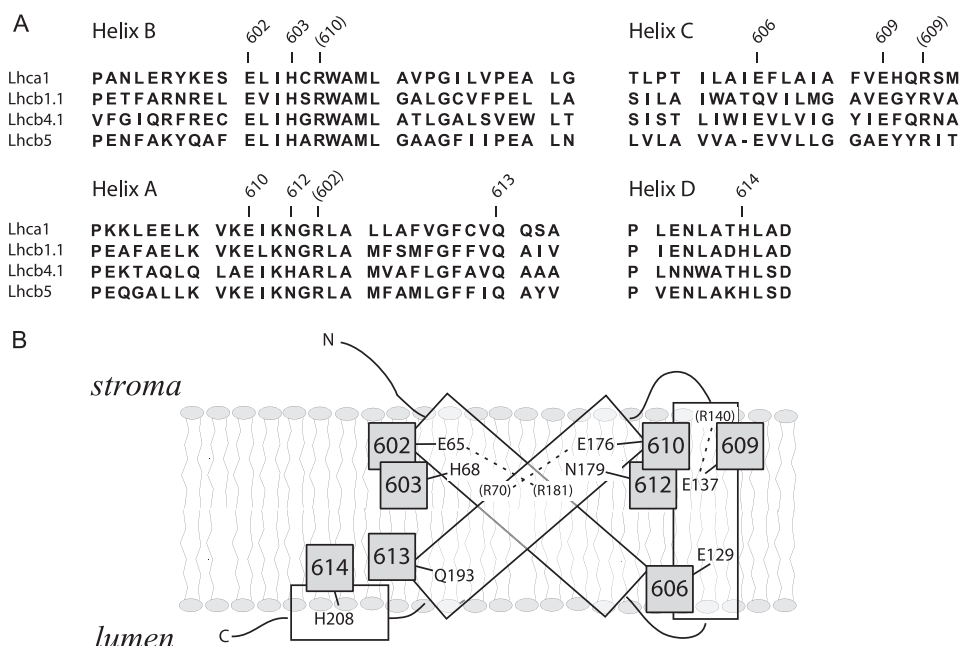 A
Helix B 602 603 (610) Helix C 606 609 (609)
Lhca1 PANLERYKES ELIHCRWAML AVPGILVPEA LG TLPT ILAIEFLAIA FVEHQRSM
Lhcb1.1 PETFARNREL EVIHSRWAML GALGCVFPEL LA SILA IWATQVILMG AVEGYRVA
Lhcb4.1 VFGIQRFREC ELIHGRWAML ATLGALSVEW LT SIST LIWIEVLVIG YIEFQRNA
Lhcb5 PENFAKYQAF ELIHARWAML GAAGFIIPEA LN LVLA VVA-EVVLLG GAEYYRIT
Helix A 610 612 (602) 613 Helix D 614
Lhca1 PKKLEELK VKEIKNGRLA LLAFVGFCVQ QSA P LENLATHLAD
Lhcb1.1 PEAFAELK VKELKNGRLA MFSMFGFFVQ AIV P IENLADHLAD
Lhcb4.1 PEKTAQLQ LAEIKHARLA MVAFLGFAVQ AAA P LNNWATHLSD
Lhcb5 PEQGALLK VKEIKNGRLA MFAMLGFFIQ AYV P VENLAKHLSD
B
N
stroma
(R140)
602 E65 E176 610 609
603 H68 N179 612 E137
(R70) (R181)
613 Q193 E129
614 606
H208
C
lumen